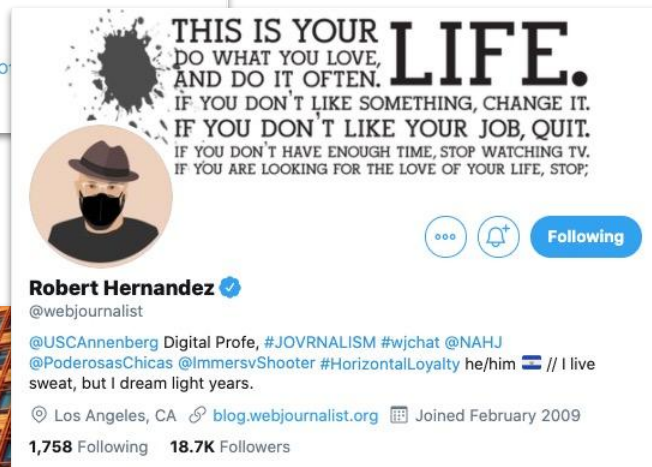 THIS IS YOUR LIFE.
DO WHAT YOU LOVE,
AND DO IT OFTEN.
IF YOU DON'T LIKE SOMETHING, CHANGE IT.
IF YOU DON'T LIKE YOUR JOB, QUIT.
IF YOU DON'T HAVE ENOUGH TIME, STOP WATCHING TV.
IF YOU ARE LOOKING FOR THE LOVE OF YOUR LIFE, STOP;
Following
Robert Hernandez
@webjournalist
@USCAnnenberg Digital Profe, #JOVRNALISM #wjchat @NAHJ
@PoderosasChicas @ImmersvShooter #HorizontalLoyalty he/him 🇸🇻 // I live
sweat, but I dream light years.
Los Angeles, CA blog.webjournalist.org Joined February 2009
1,758 Following 18.7K Followers